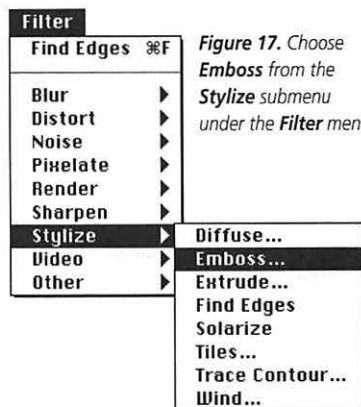 Filter
Find Edges ⌘F
Blur
Distort
Noise
Pixelate
Render
Sharpen
Stylize
Video
Other
Diffuse...
Emboss...
Extrude...
Find Edges
Solarize
Tiles...
Trace Contour...
Wind...
Figure 17. Choose
Emboss from the
Stylize submenu
under the Filter men